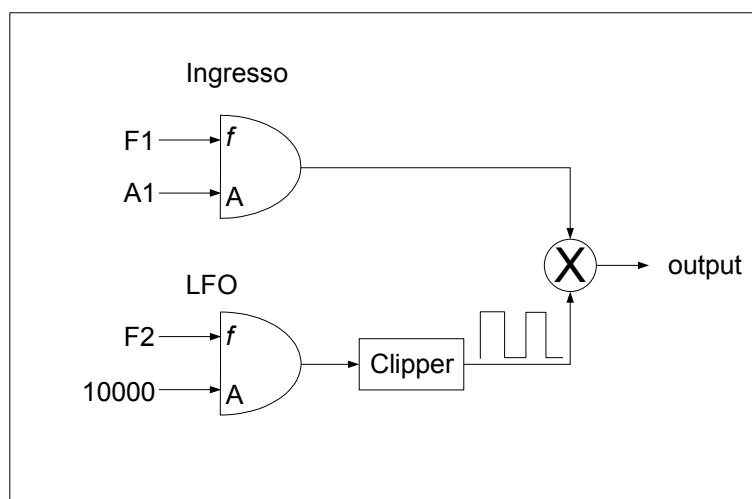 Ingresso
F1
f
A1
A
X
output
LFO
F2
f
Clipper
10000
A